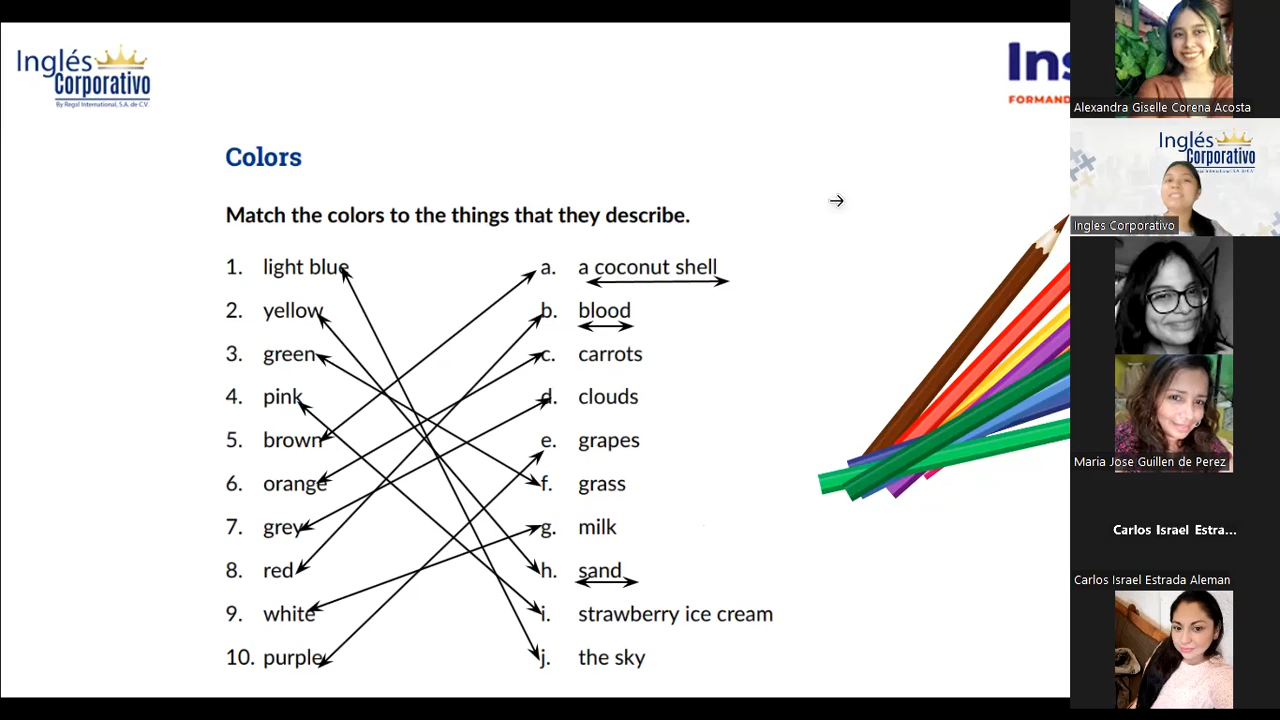 Inglés
Corporativo
By Regal International, S.A. de C.V.
Ins
FORMAND
Colors
Match the colors to the things that they describe.
1. light blue
2. yellow
3. green
4. pink
5. brown
6. orange
7. grey
8. red
9. white
10. purple
a. a coconut shell
b. blood
c. carrots
d. clouds
e. grapes
f. grass
g. milk
h. sand
i. strawberry ice cream
j. the sky
Alexandra Giselle Corena Acosta
Inglés
Corporativo
Ingles Corporativo
Maria Jose Guillen de Perez
Carlos Israel Estra...
Carlos Israel Estrada Aleman